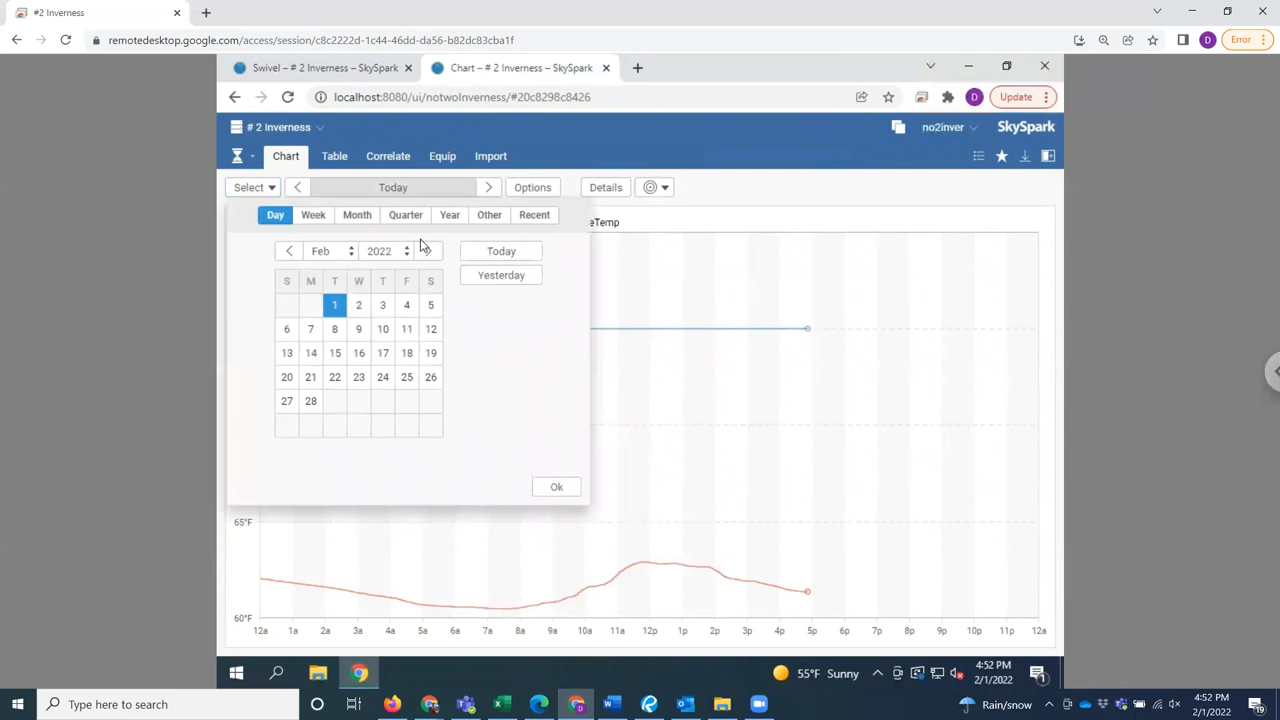 #2 Inverness
remotedesktop.google.com/access/session/c8c2222d-1c44-46dd-da56-b82dc83cba1f
D
Error
Swivel – # 2 Inverness – SkySpark
Chart – # 2 Inverness – SkySpark
localhost:8080/ui/notwoInverness/#20c8298c8426
D
Update
# 2 Inverness
no2inver
SkySpark
Chart Table Correlate Equip Import
Select Today Options Details
Day Week Month Quarter Year Other Recent
eTemp
Feb 2022 Today
Yesterday
S M T W T F S
1 2 3 4 5
6 7 8 9 10 11 12
13 14 15 16 17 18 19
20 21 22 23 24 25 26
27 28
Ok
65°F
60°F
12a 1a 2a 3a 4a 5a 6a 7a 8a 9a 10a 11a 12p 1p 2p 3p 4p 5p 6p 7p 8p 9p 10p 11p 12a
55°F Sunny
4:52 PM
2/1/2022
1
Type here to search
Rain/snow
4:52 PM
2/1/2022
19